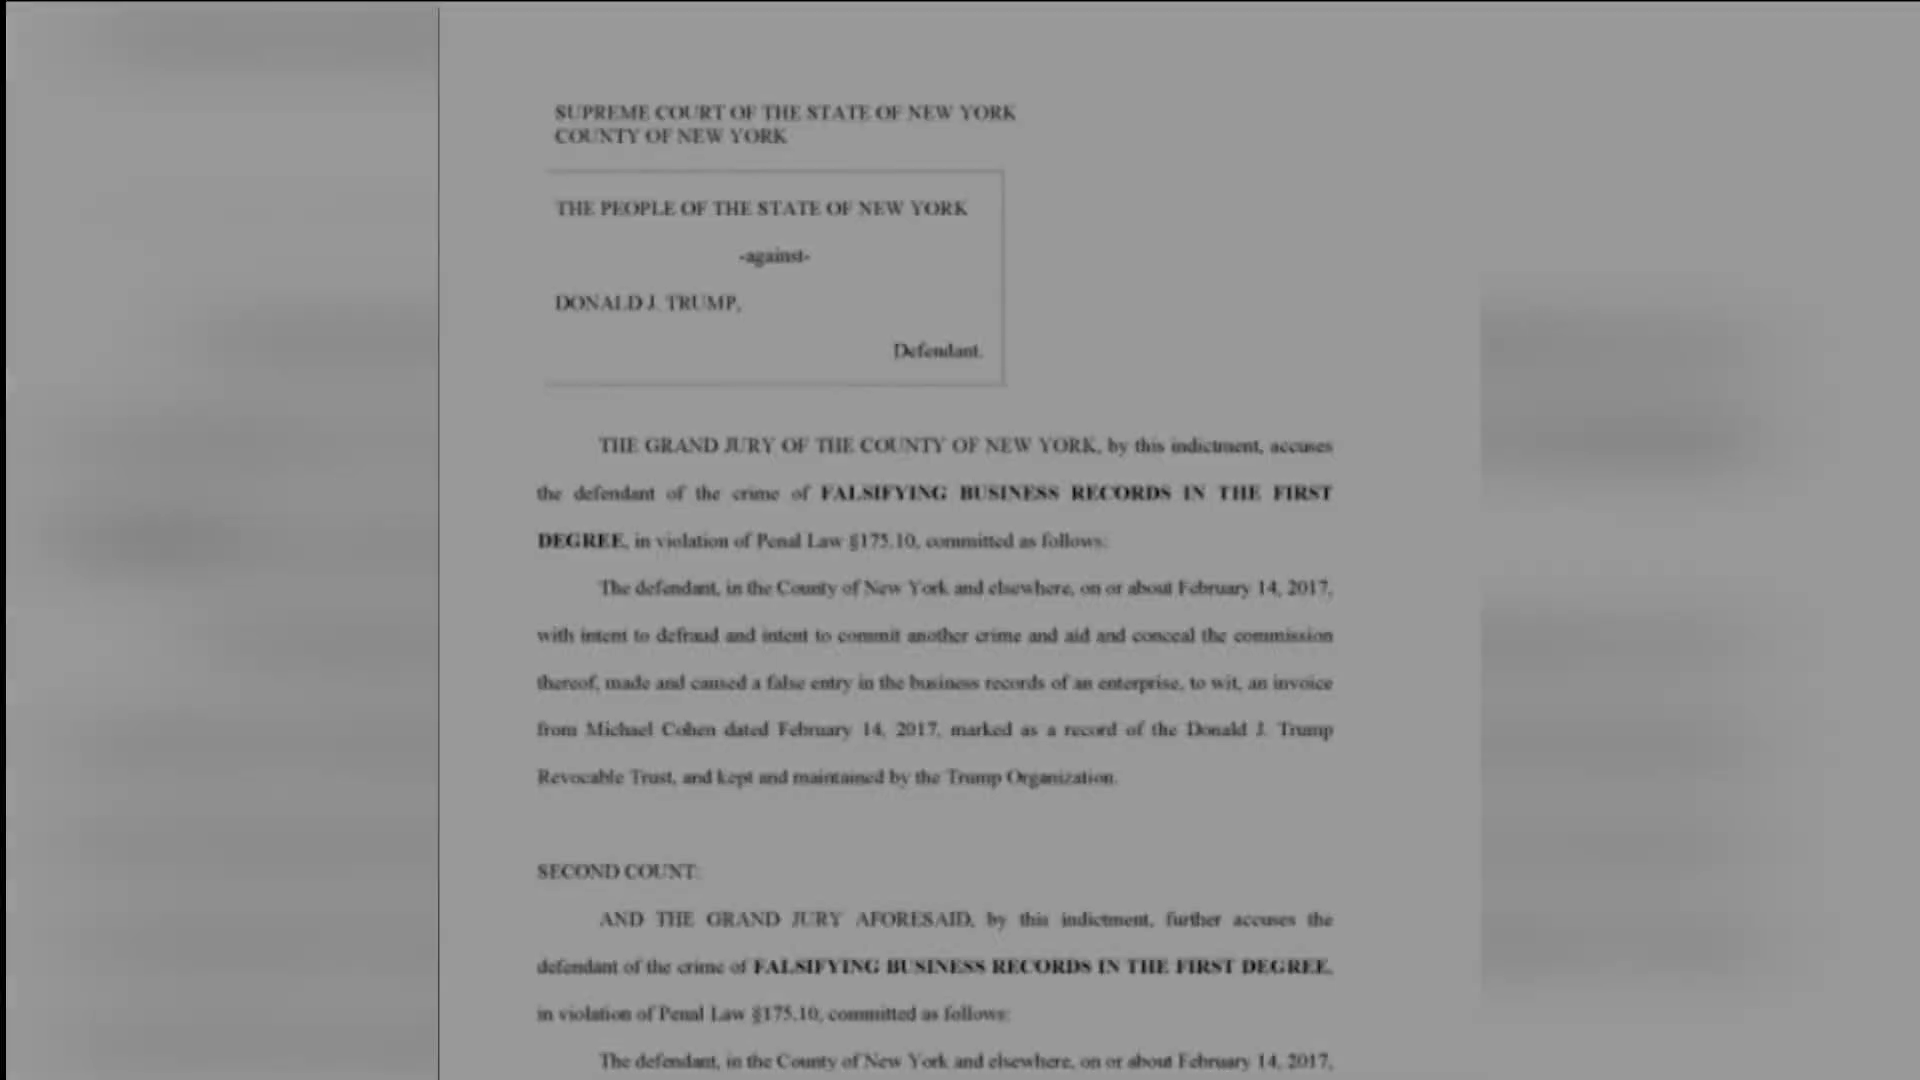 SUPREME COURT OF THE STATE OF NEW YORK
COUNTY OF NEW YORK
THE PEOPLE OF THE STATE OF NEW YORK
-against-
DONALD J. TRUMP,
Defendant.
THE GRAND JURY OF THE COUNTY OF NEW YORK, by this indictment, accuses
the defendant of the crime of FALSIFYING BUSINESS RECORDS IN THE FIRST
DEGREE, in violation of Penal Law §175.10, committed as follows:
The defendant, in the County of New York and elsewhere, on or about February 14, 2017,
with intent to defraud and intent to commit another crime and aid and conceal the commission
thereof, made and caused a false entry in the business records of an enterprise, to wit, an invoice
from Michael Cohen dated February 14, 2017, marked as a record of the Donald J. Trump
Revocable Trust, and kept and maintained by the Trump Organization.
SECOND COUNT:
AND THE GRAND JURY AFORESAID, by this indictment, further accuses the
defendant of the crime of FALSIFYING BUSINESS RECORDS IN THE FIRST DEGREE,
in violation of Penal Law §175.10, committed as follows:
The defendant, in the County of New York and elsewhere, on or about February 14, 2017,